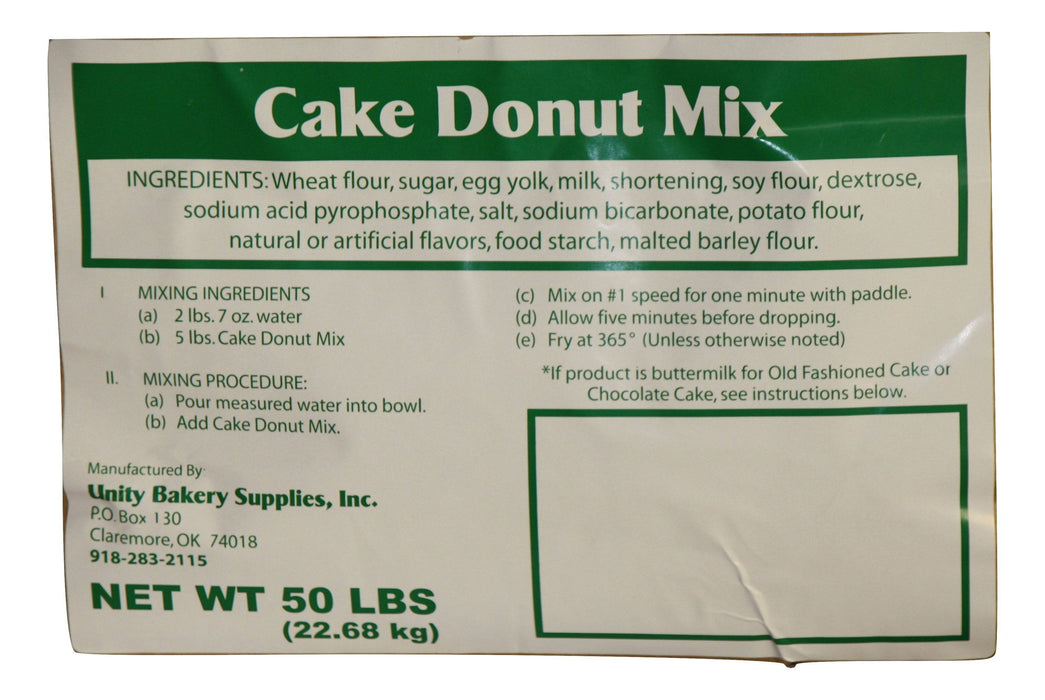 Cake Donut Mix
INGREDIENTS: Wheat flour, sugar, egg yolk, milk, shortening, soy flour, dextrose,
sodium acid pyrophosphate, salt, sodium bicarbonate, potato flour,
natural or artificial flavors, food starch, malted barley flour.
I MIXING INGREDIENTS
(a) 2 lbs. 7 oz. water
(b) 5 lbs. Cake Donut Mix
II. MIXING PROCEDURE:
(a) Pour measured water into bowl.
(b) Add Cake Donut Mix.
(c) Mix on #1 speed for one minute with paddle.
(d) Allow five minutes before dropping.
(e) Fry at 365° (Unless otherwise noted)
*If product is buttermilk for Old Fashioned Cake or
Chocolate Cake, see instructions below.
Manufactured By
Unity Bakery Supplies, Inc.
P.O. Box 130
Claremore, OK 74018
918-283-2115
NET WT 50 LBS
(22.68 kg)